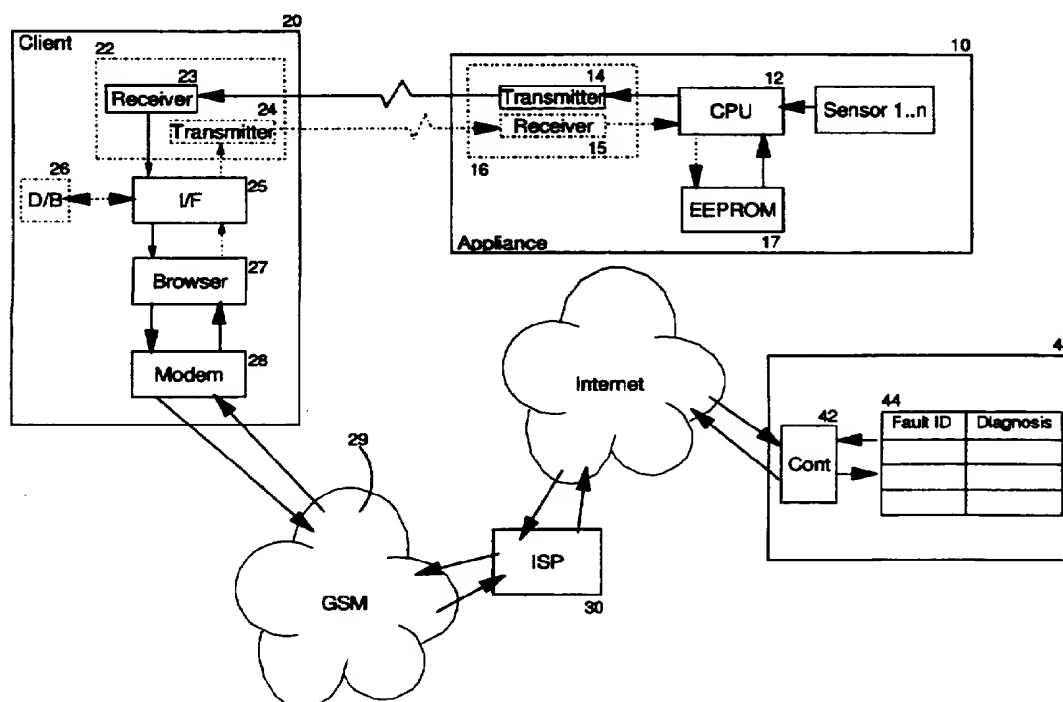 Client
20
22
23
Receiver
24
Transmitter
26
D/B
I/F
25
Browser
27
Modem
28
10
14
Transmitter
Receiver
15
16
12
CPU
Sensor 1..n
EEPROM
17
Appliance
Internet
29
GSM
ISP
30
4
42
Cont
44
Fault ID
Diagnosis